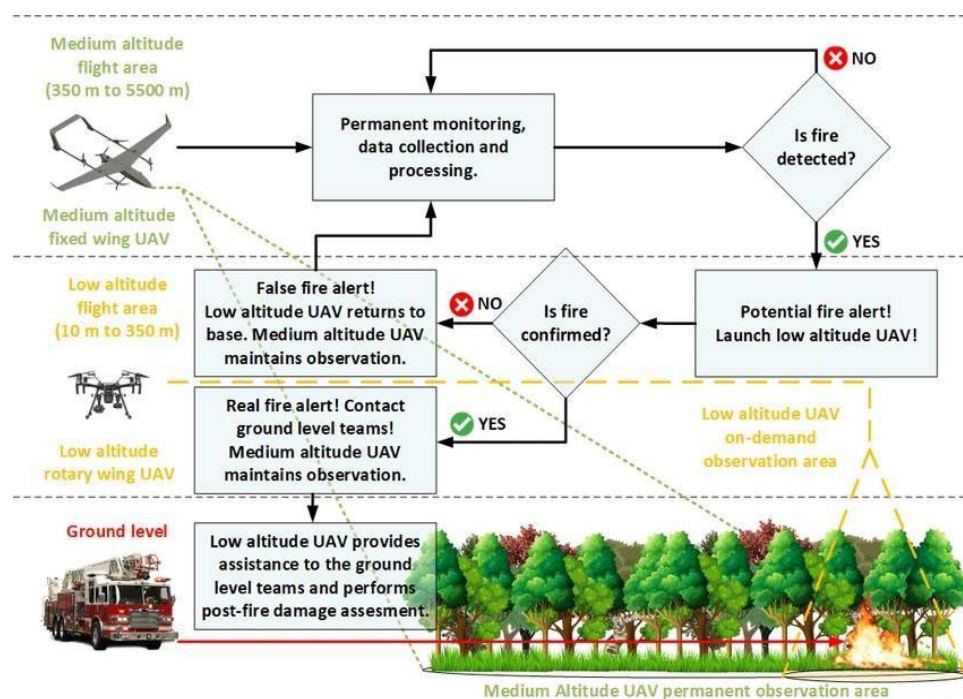 Medium altitude
flight area
(350 m to 5500 m)
Medium altitude
fixed wing UAV
Permanent monitoring,
data collection and
processing.
NO
Is fire
detected?
YES
Low altitude
flight area
(10 m to 350 m)
Low altitude
rotary wing UAV
False fire alert!
Low altitude UAV returns to
base. Medium altitude UAV
maintains observation.
NO
Is fire
confirmed?
Potential fire alert!
Launch low altitude UAV!
Real fire alert! Contact
ground level teams!
Medium altitude UAV
maintains observation.
YES
Low altitude UAV
on-demand
observation area
Ground level
Low altitude UAV provides
assistance to the ground
level teams and performs
post-fire damage assesment.
Medium Altitude UAV permanent observation area